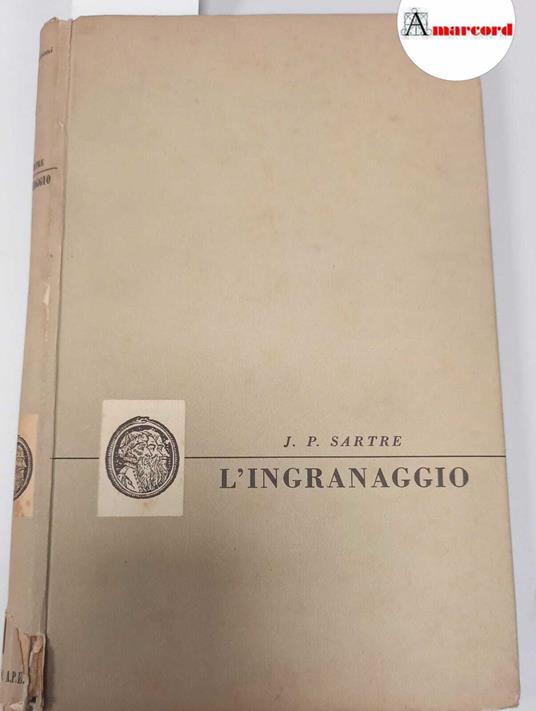 Amarcord
J. P. SARTRE
L'INGRANAGGIO
A.P.E.